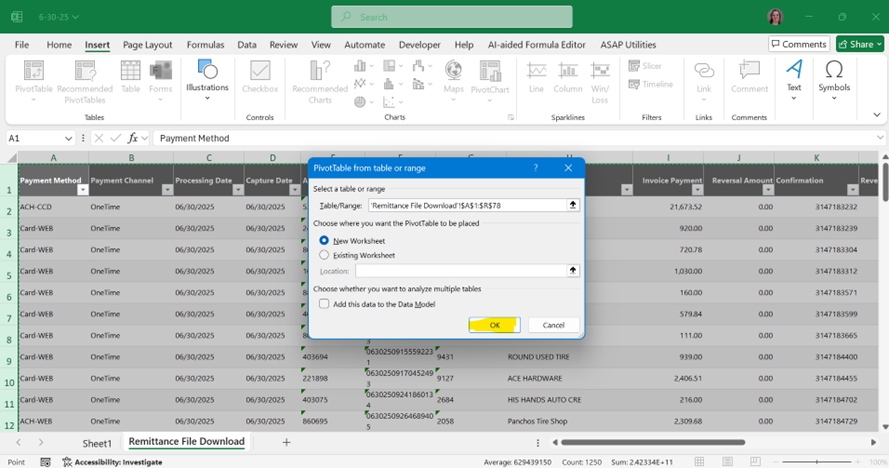 6-30-25
Search
File Home Insert Page Layout Formulas Data Review View Automate Developer Help AI-aided Formula Editor ASAP Utilities Comments Share
PivotTable Recommended PivotTables Table Forms Illustrations Checkbox Recommended Charts Maps PivotChart Line Column Win/Loss Slicer Timeline Link Comment Text Symbols
Tables Controls Charts Sparklines Filters Links Comments
A1 fx Payment Method
A B C D I J K
1 Payment Method Payment Channel Processing Date Capture Date Invoice Payment Reversal Amount Confirmation Reve
2 ACH-CCD OneTime 06/30/2025 06/30/2025 21,673.52 0.00 3147183232
3 Card-WEB OneTime 06/30/2025 06/30/2025 920.00 0.00 3147183239
4 Card-WEB OneTime 06/30/2025 06/30/2025 720.78 0.00 3147183304
5 Card-WEB OneTime 06/30/2025 06/30/2025 1,030.00 0.00 3147183312
6 Card-WEB OneTime 06/30/2025 06/30/2025 160.00 0.00 3147183571
7 Card-WEB OneTime 06/30/2025 06/30/2025 579.84 0.00 3147183599
8 Card-WEB OneTime 06/30/2025 06/30/2025 111.00 0.00 3147183665
9 Card-WEB OneTime 06/30/2025 06/30/2025 403694 0630250915559223 1 9431 ROUND USED TIRE 939.00 0.00 3147184400
10 Card-WEB OneTime 06/30/2025 06/30/2025 221898 0630250917045249 3 9127 ACE HARDWARE 2,406.51 0.00 3147184455
11 Card-WEB OneTime 06/30/2025 06/30/2025 403075 0630250924186013 4 2684 HIS HANDS AUTO CRE 216.00 0.00 3147184702
12 ACH-WEB OneTime 06/30/2025 06/30/2025 860695 0630250926468940 5 2058 Panchos Tire Shop 2,309.68 0.00 3147184729
PivotTable from table or range ?
Select a table or range
Table/Range: 'Remittance File Download'!$A$1:$R$78
Choose where you want the PivotTable to be placed
New Worksheet
Existing Worksheet
Location:
Choose whether you want to analyze multiple tables
Add this data to the Data Model
OK Cancel
Sheet1 Remittance File Download
Point Accessibility: Investigate Average: 629439150 Count: 1250 Sum: 2.42334E+11 100%